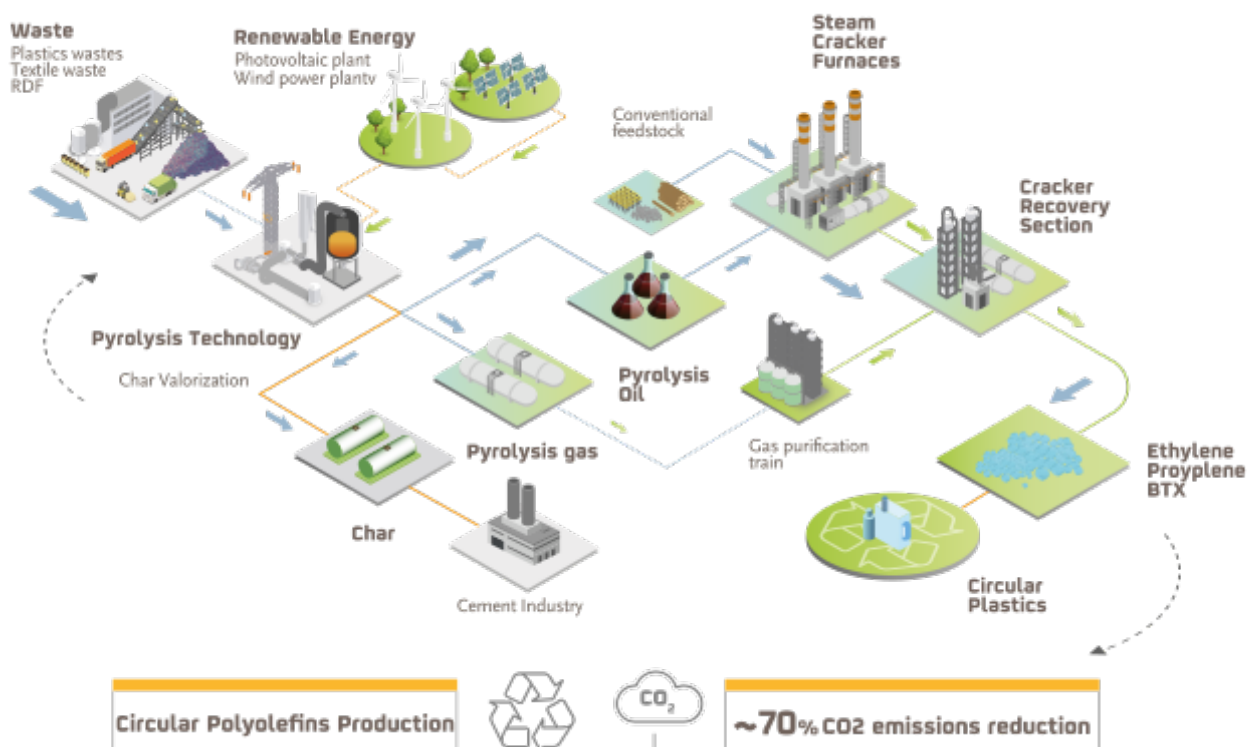 Waste
Plastics wastes
Textile waste
RDF
Renewable Energy
Photovoltaic plant
Wind power plantv
Steam
Cracker
Furnaces
Conventional
feedstock
Cracker
Recovery
Section
Pyrolysis Technology
Char Valorization
Pyrolysis
Oil
Pyrolysis gas
Gas purification
train
Ethylene
Proyplene
BTX
Char
Cement Industry
Circular
Plastics
Circular Polyolefins Production
CO2
~70% CO2 emissions reduction